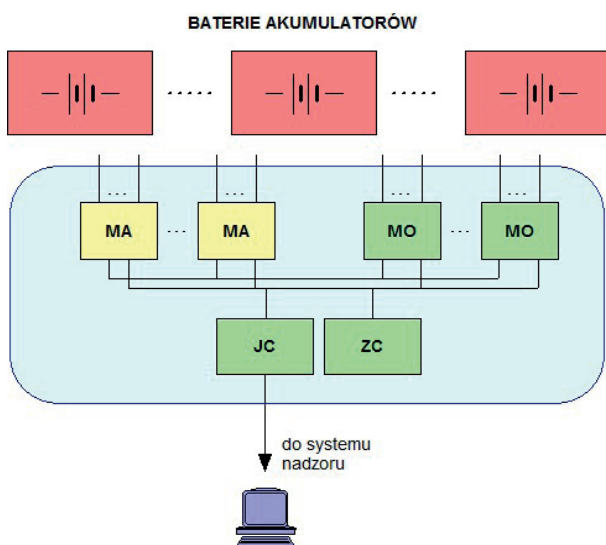 BATERIE AKUMULATORÓW
MA ... MA MO ... MO
JC ZC
do systemu
nadzoru